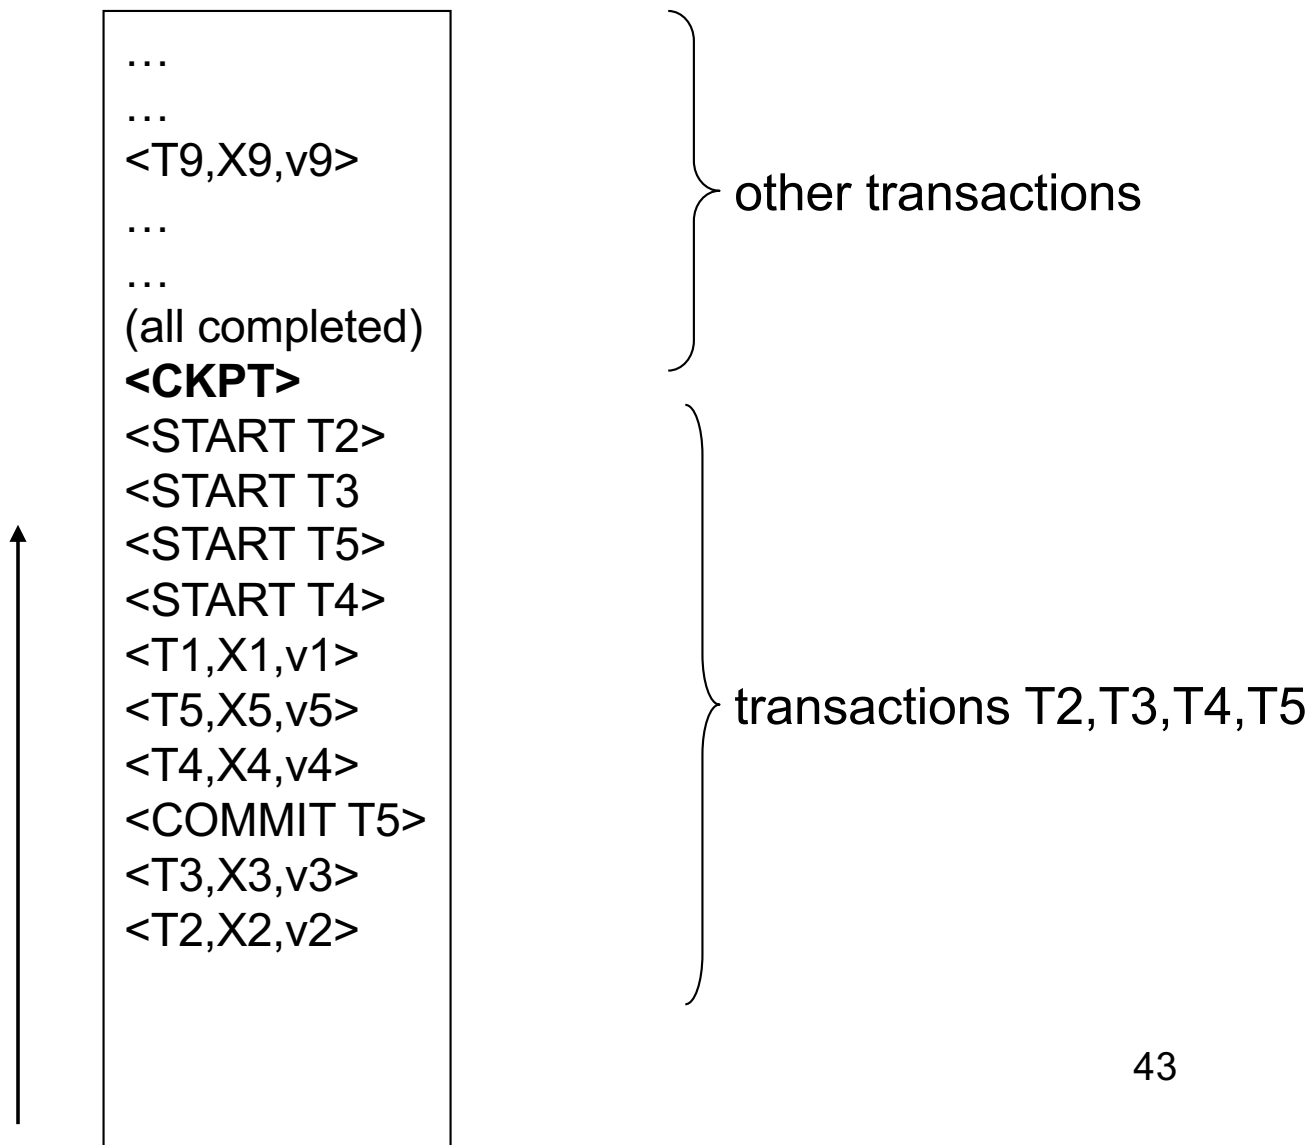 …
…
<T9,X9,v9>
other transactions
…
…
(all completed)
<CKPT>
<START T2>
<START T3
<START T5>
<START T4>
<T1,X1,v1>
<T5,X5,v5>
transactions T2,T3,T4,T5
<T4,X4,v4>
<COMMIT T5>
<T3,X3,v3>
<T2,X2,v2>
43